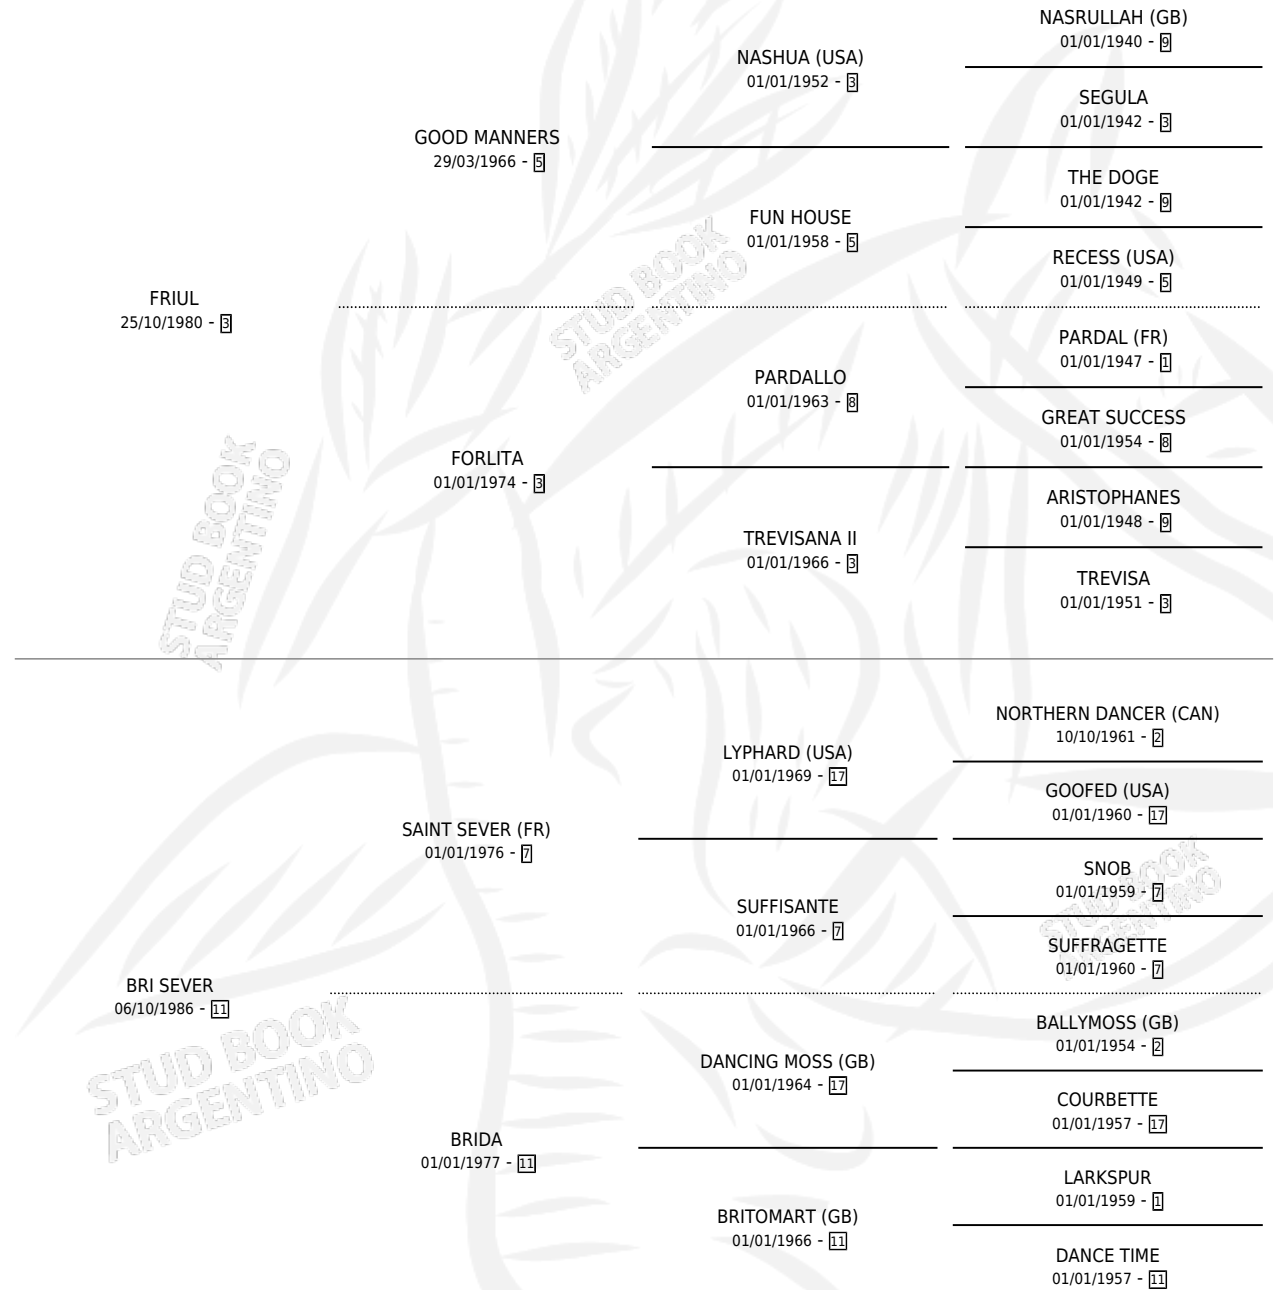 NASRULLAH (GB)
01/01/1940 - 9
NASHUA (USA)
01/01/1952 - 3
SEGULA
01/01/1942 - 3
GOOD MANNERS
29/03/1966 - 5
THE DOGE
01/01/1942 - 9
FUN HOUSE
01/01/1958 - 5
RECESS (USA)
01/01/1949 - 5
FRIUL
25/10/1980 - 3
PARDAL (FR)
01/01/1947 - 1
PARDALLO
01/01/1963 - 8
GREAT SUCCESS
01/01/1954 - 8
FORLITA
01/01/1974 - 3
ARISTOPHANES
01/01/1948 - 9
TREVISANA II
01/01/1966 - 3
TREVISA
01/01/1951 - 3
NORTHERN DANCER (CAN)
10/10/1961 - 2
LYPHARD (USA)
01/01/1969 - 17
GOOFED (USA)
01/01/1960 - 17
SAINT SEVER (FR)
01/01/1976 - 7
SNOB
01/01/1959 - 7
SUFFISANTE
01/01/1966 - 7
SUFFRAGETTE
01/01/1960 - 7
BRI SEVER
06/10/1986 - 11
BALLYMOSS (GB)
01/01/1954 - 2
DANCING MOSS (GB)
01/01/1964 - 17
COURBETTE
01/01/1957 - 17
BRIDA
01/01/1977 - 11
LARKSPUR
01/01/1959 - 1
BRITOMART (GB)
01/01/1966 - 11
DANCE TIME
01/01/1957 - 11
STUD BOOK
ARGENTINO
STUD BOOK
ARGENTINO
STUD BOOK
ARGENTINO
STUD BOOK
ARGENTINO